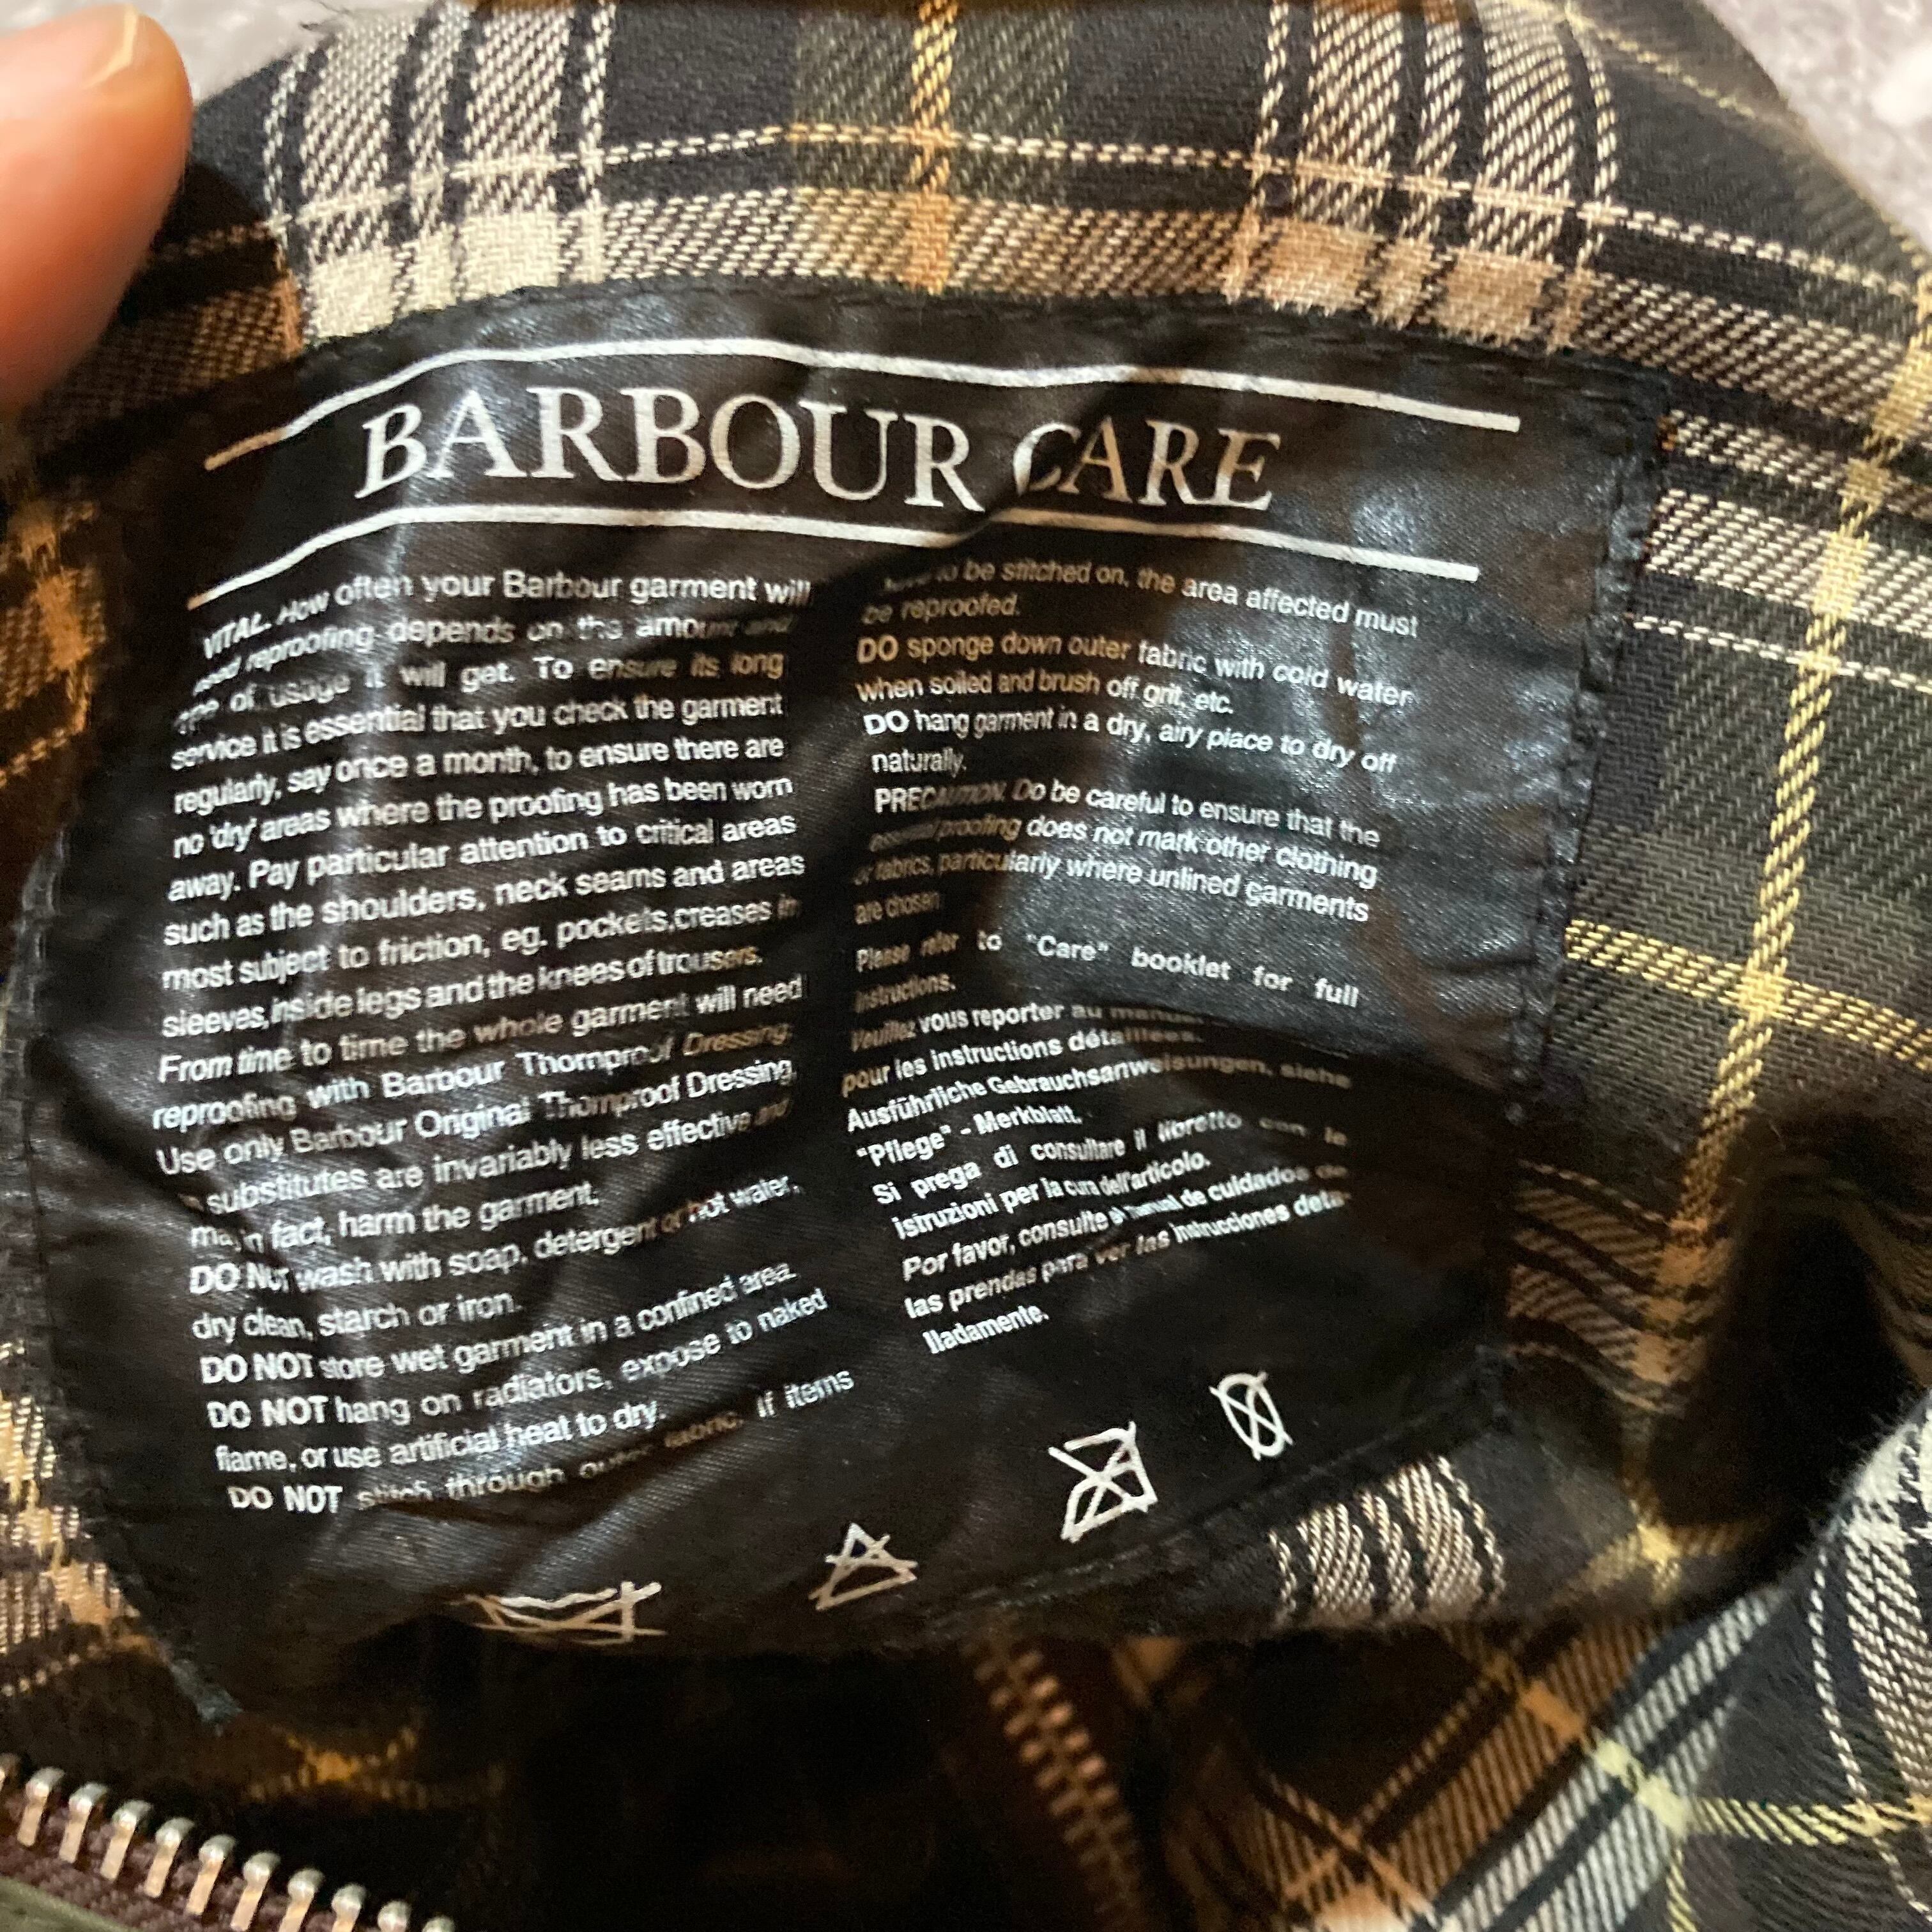 BARBOUR CARE
VITAL. How often your Barbour garment will
need reproofing depends on the amount and
type of usage it will get. To ensure its long
service it is essential that you check the garment
regularly, say once a month, to ensure there are
no 'dry' areas where the proofing has been worn
away. Pay particular attention to critical areas
such as the shoulders, neck seams and areas
most subject to friction, eg. pockets, creases in
sleeves, inside legs and the knees of trousers.
From time to time the whole garment will need
reproofing with Barbour Thornproof Dressing.
Use only Barbour Original Thornproof Dressing,
substitutes are invariably less effective and
may in fact, harm the garment.
DO NOT wash with soap, detergent or hot water,
dry clean, starch or iron.
DO NOT store wet garment in a confined area.
DO NOT hang on radiators, expose to naked
flame, or use artificial heat to dry.
DO NOT stitch through outer fabric. If items
to be stitched on, the area affected must
be reproofed.
DO sponge down outer fabric with cold water
when soiled and brush off grit, etc.
DO hang garment in a dry, airy place to dry off
naturally.
PRECAUTION. Do be careful to ensure that the
essential proofing does not mark other clothing
or fabrics, particularly where unlined garments
are chosen.
Please refer to "Care" booklet for full
instructions.
Veuillez vous reporter au
pour les instructions détaillées.
Ausführliche Gebrauchsanweisungen, siehe
"Pflege" - Merkblatt.
Si prega di consultare il libretto con le
istruzioni per la cura dell'articolo.
Por favor, consulte el manual de cuidados de
las prendas para ver las instrucciones deta-
lladamente.